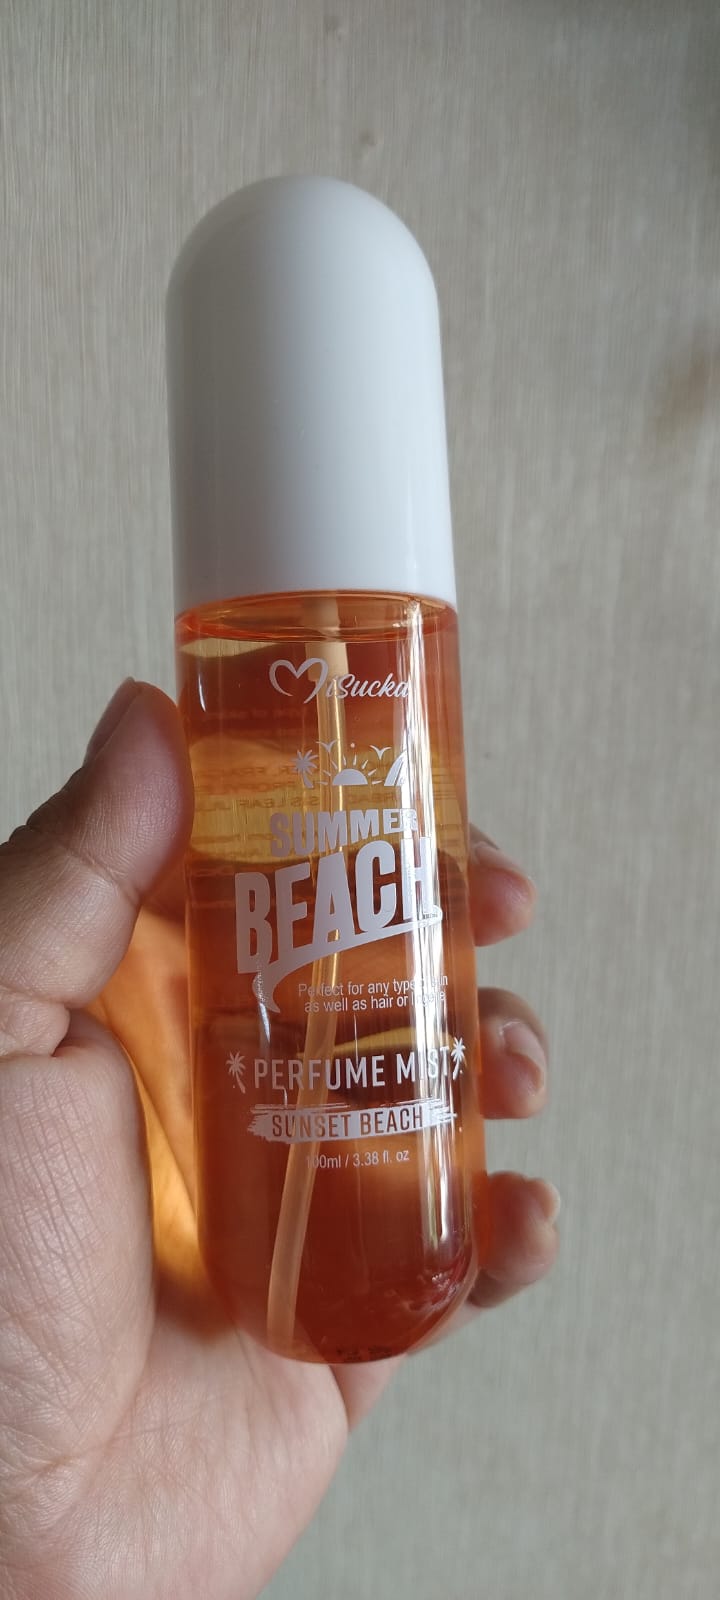 MiSucka
SUMMER
BEACH
Perfect for any type
as well as hair or
PERFUME MIST
SUNSET BEACH
100ml / 3.38 fl. oz